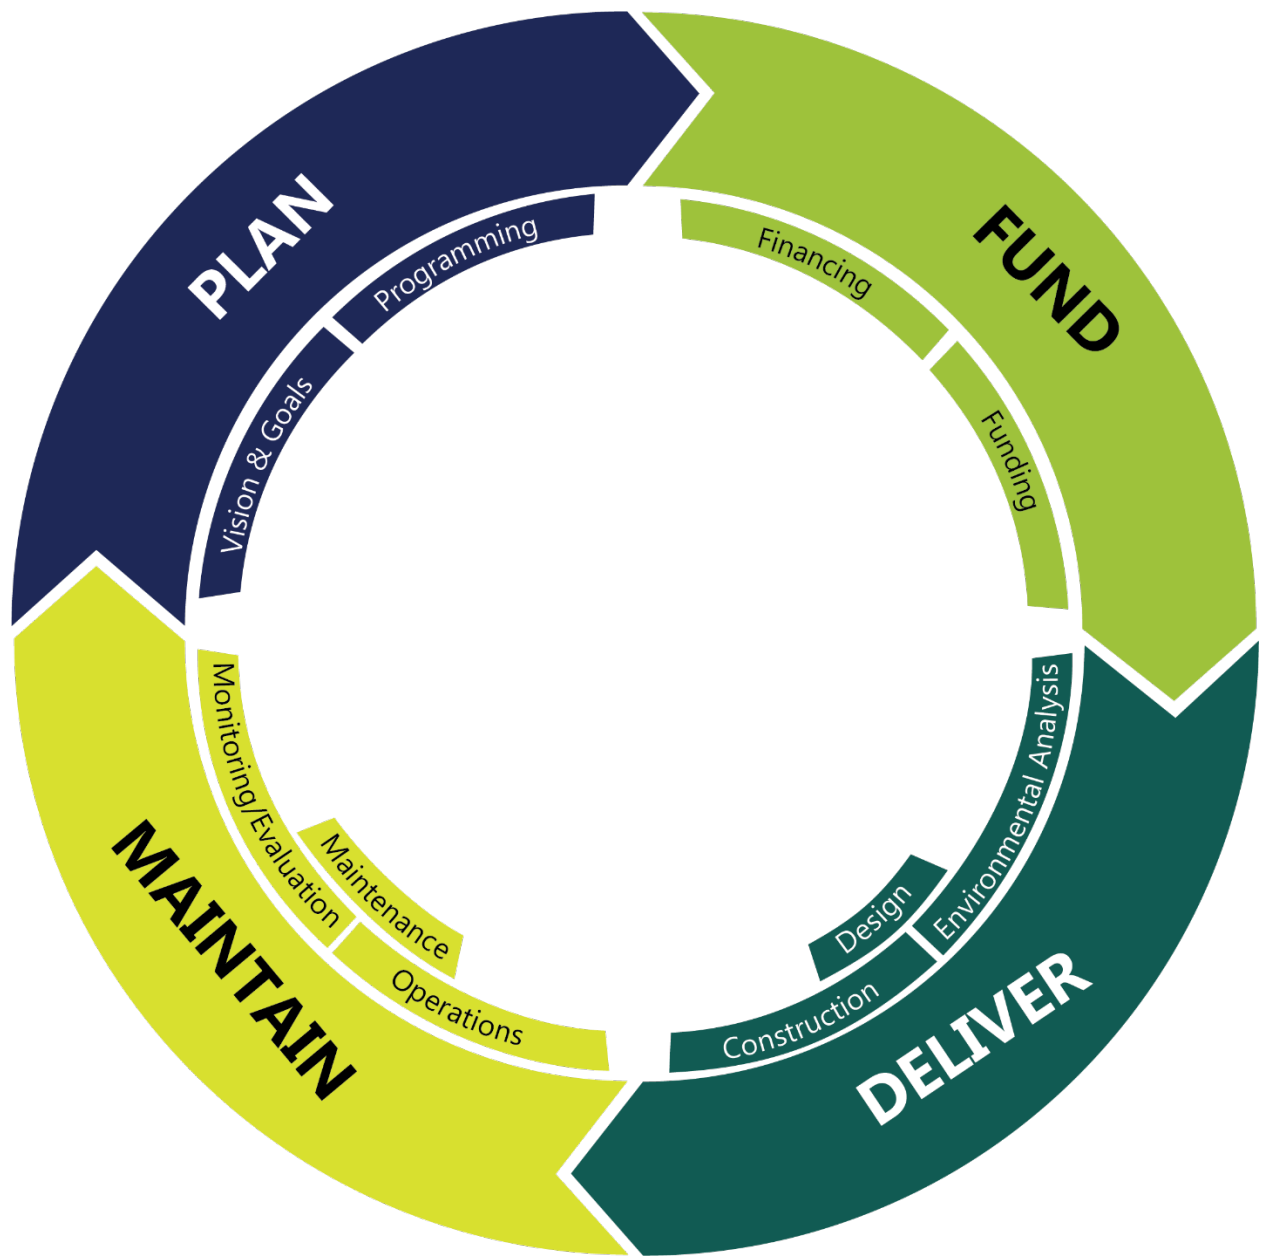 PLAN
Vision & Goals
Programming
FUND
Financing
Funding
DELIVER
Environmental Analysis
Design
Construction
MAINTAIN
Operations
Maintenance
Monitoring/Evaluation